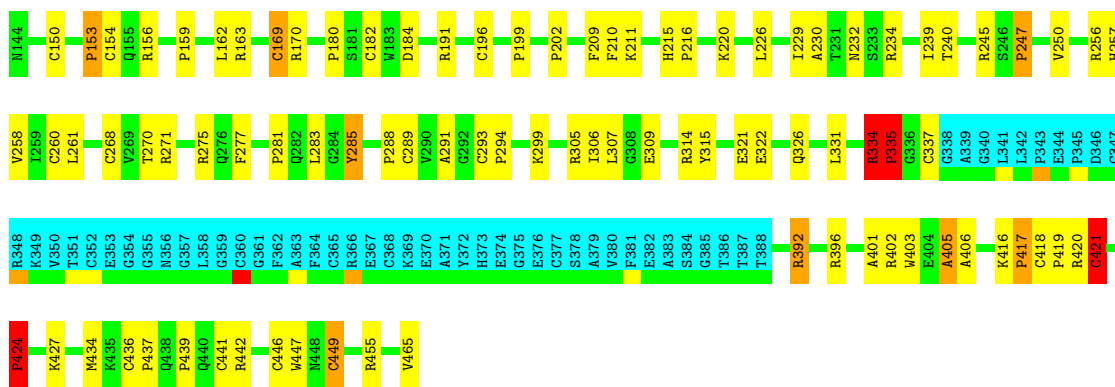 N144 C150 P153 C154 Q155 R156 P159 L162 R163 C169 R170 P180 S181 C182 W183 D184 R191 C196 P199 P202 F209 F210 K211 H215 P216 K220 L226 I229 A230 T231 N232 S233 R234 I239 T240 R245 S246 P247 V250 R256 H257
V258 I259 C260 L261 C268 V269 T270 R271 R275 Q276 F277 P281 Q282 L283 G284 Y285 P288 C289 V290 A291 G292 C293 P294 K299 R305 I306 L307 G308 E309 R314 Y315 E321 E322 Q326 L331 R334 P335 G336 C337 G338 A339 G340 L341 L342 P343 E344 P345 D346
R348 K349 V350 T351 G352 E353 G354 G355 N356 G357 L358 G359 C360 G361 F362 A363 F364 C365 R366 E367 C368 K369 E370 A371 Y372 H373 E374 G375 E376 C377 S378 A379 V380 F381 E382 A383 S384 G385 T386 T387 T388 R392 R396 A401 R402 W403 E404 A405 A406 K416 P417 C418 P419 R420 C421
P424 K427 M434 K435 C436 P437 Q438 P439 Q440 C441 R442 C446 W447 N448 C449 R455 V465